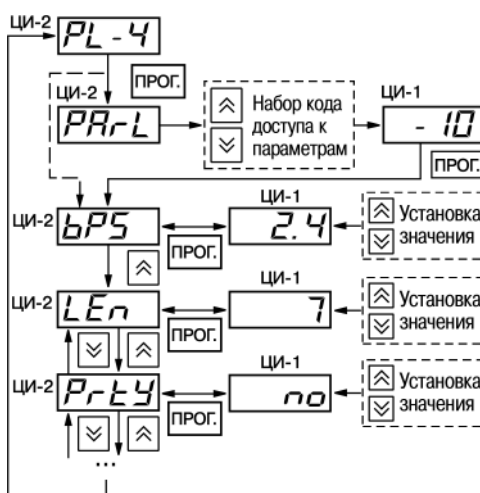 ЦИ-2 PL-4
ПРОГ.
ЦИ-2
PArL
Набор кода
доступа к
параметрам
ЦИ-1
- 10
ПРОГ.
ЦИ-2 bPS
ПРОГ.
ЦИ-1
2.4
Установка
значения
ЦИ-2 LEn
ПРОГ.
ЦИ-1
7
Установка
значения
ЦИ-2 PrtY
ПРОГ.
ЦИ-1
no
Установка
значения
...